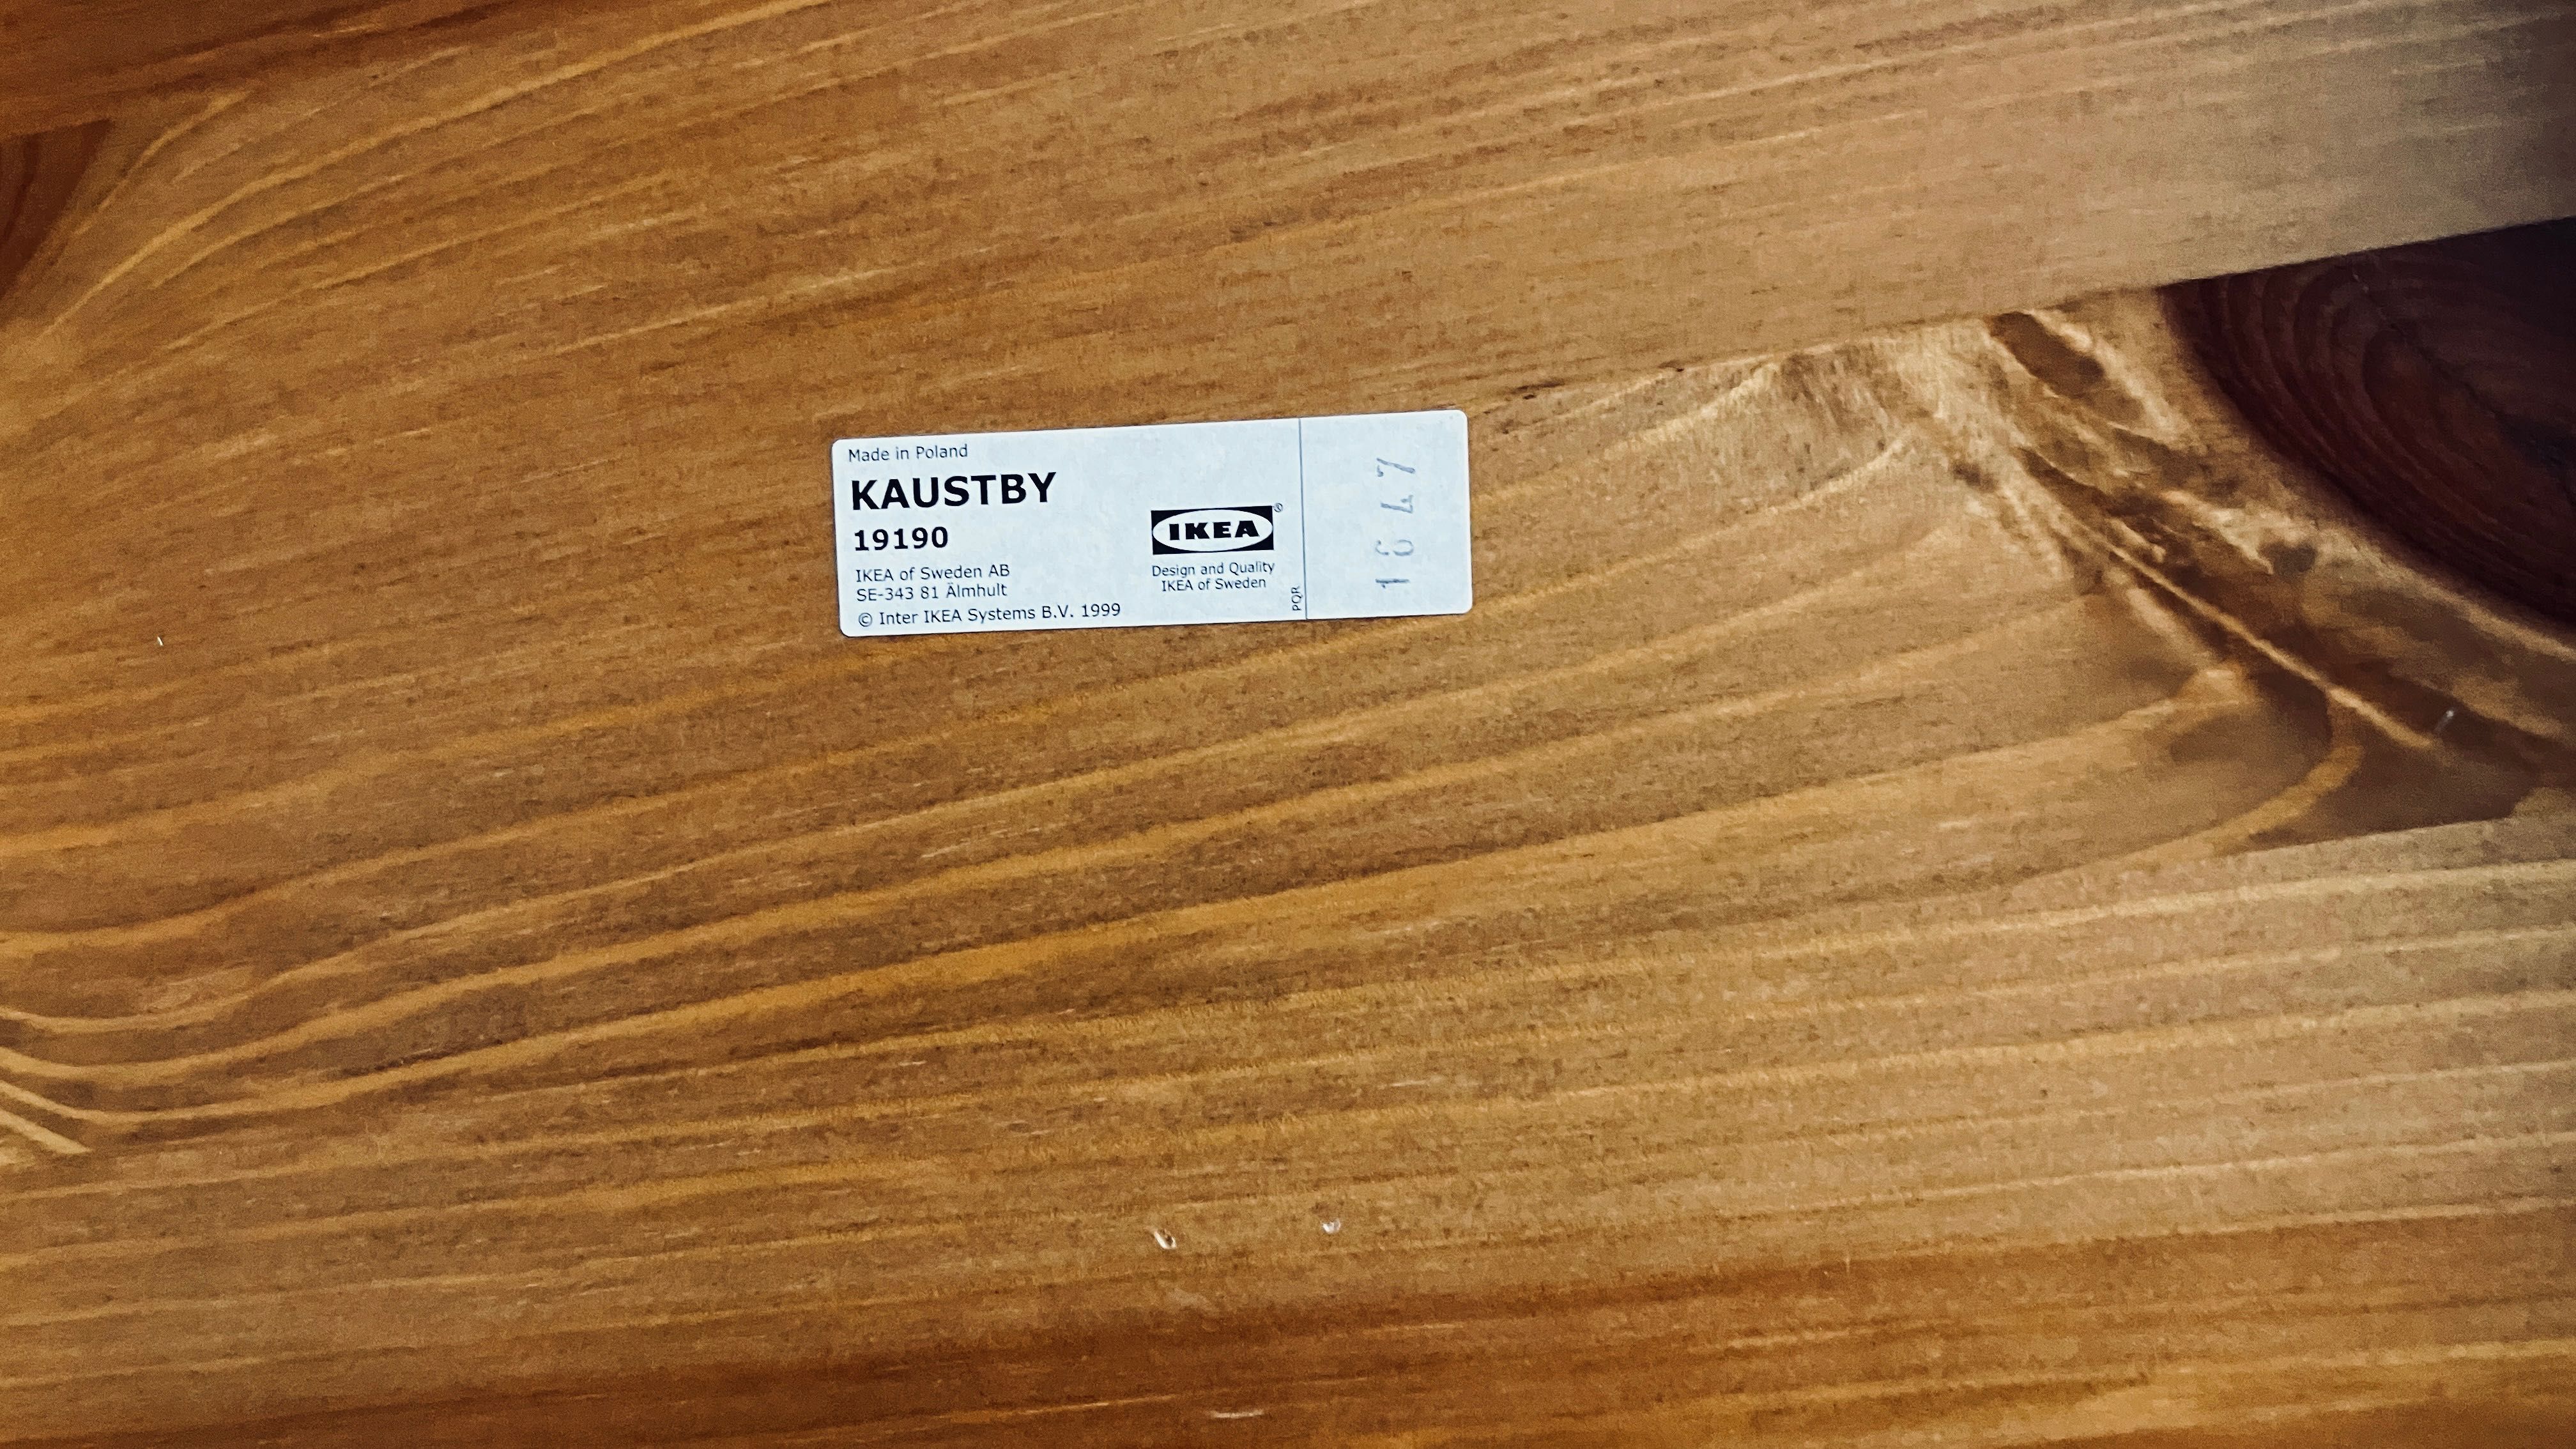 Made in Poland
KAUSTBY
19190
IKEA of Sweden AB
SE-343 81 Älmhult
© Inter IKEA Systems B.V. 1999
IKEA®
Design and Quality
IKEA of Sweden
PQR
1647